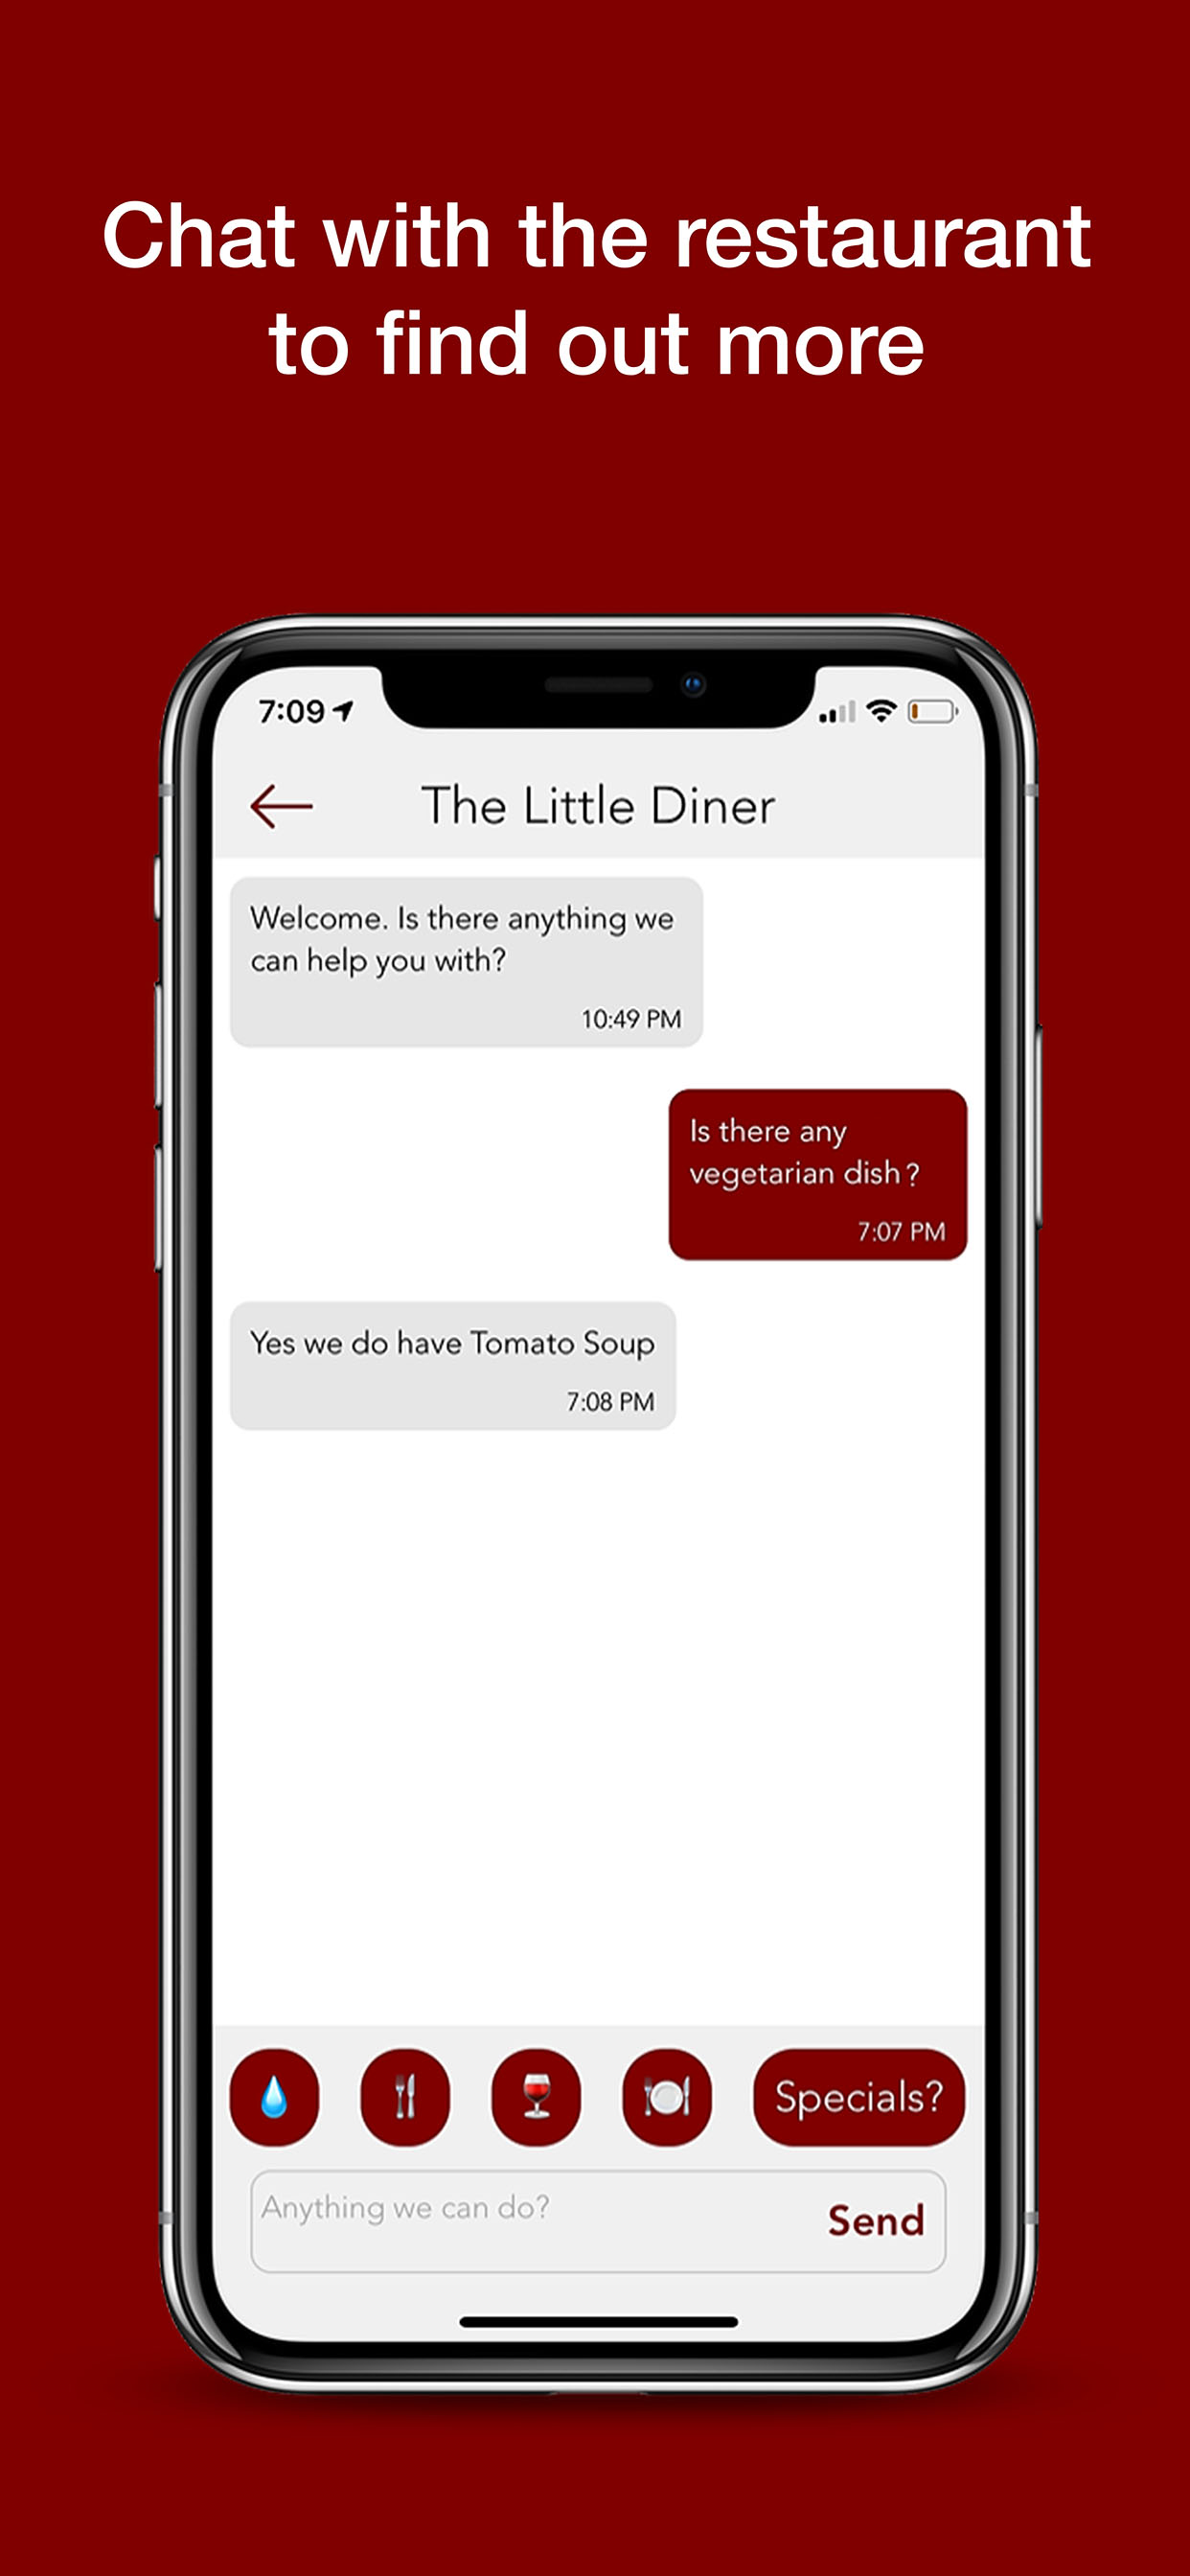 Chat with the restaurant
to find out more
7:09
The Little Diner
Welcome. Is there anything we
can help you with?
10:49 PM
Is there any
vegetarian dish ?
7:07 PM
Yes we do have Tomato Soup
7:08 PM
Specials?
Anything we can do?
Send